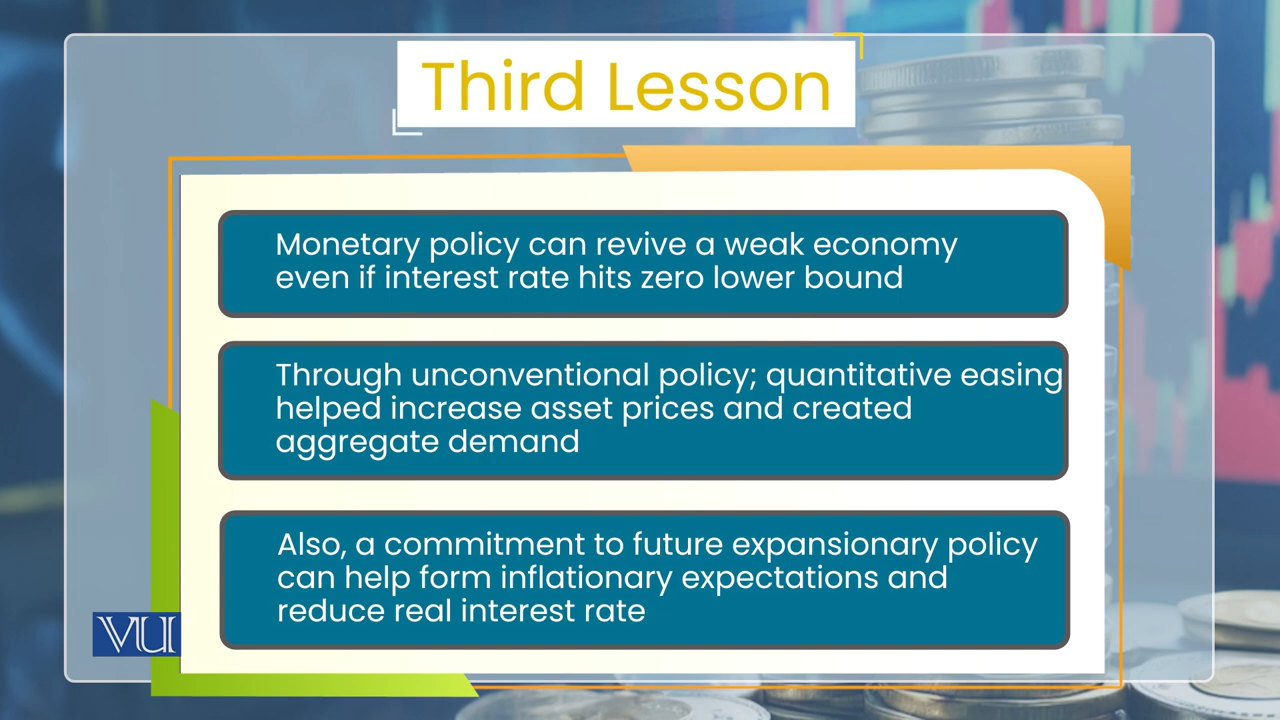 Third Lesson
Monetary policy can revive a weak economy
even if interest rate hits zero lower bound
Through unconventional policy; quantitative easing
helped increase asset prices and created
aggregate demand
Also, a commitment to future expansionary policy
can help form inflationary expectations and
reduce real interest rate
VU